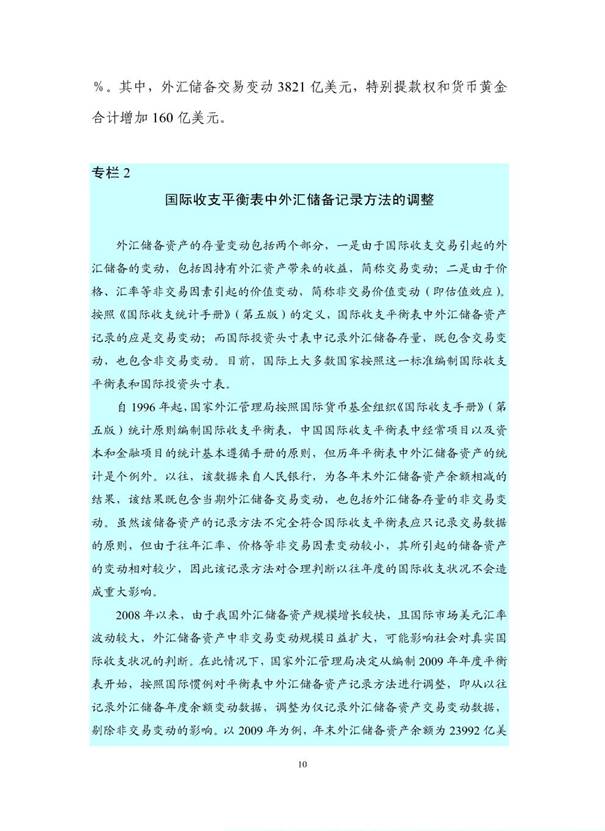 %。其中，外汇储备交易变动 3821 亿美元，特别提款权和货币黄金
合计增加 160 亿美元。
专栏 2
国际收支平衡表中外汇储备记录方法的调整
外汇储备资产的存量变动包括两个部分，一是由于国际收支交易引起的外
汇储备的变动，包括因持有外汇资产带来的收益，简称交易变动；二是由于价
格、汇率等非交易因素引起的价值变动，简称非交易价值变动（即估值效应）。
按照《国际收支统计手册》（第五版）的定义，国际收支平衡表中外汇储备资产
记录的应是交易变动；而国际投资头寸表中记录外汇储备存量，既包含交易变
动，也包含非交易变动。目前，国际上大多数国家按照这一标准编制国际收支
平衡表和国际投资头寸表。
自 1996 年起，国家外汇管理局按照国际货币基金组织《国际收支手册》（第
五版）统计原则编制国际收支平衡表，中国国际收支平衡表中经常项目以及资
本和金融项目的统计基本遵循手册的原则，但历年平衡表中外汇储备资产的统
计是个例外。以往，该数据来自人民银行，为各年末外汇储备资产余额相减的
结果，该结果既包含当期外汇储备交易变动，也包括外汇储备存量的非交易变
动。虽然该储备资产的记录方法不完全符合国际收支平衡表应只记录交易数据
的原则，但由于往年汇率、价格等非交易因素变动较小，其所引起的储备资产
的变动相对较少，因此该记录方法对合理判断以往年度的国际收支状况不会造
成重大影响。
2008 年以来，由于我国外汇储备资产规模增长较快，且国际市场美元汇率
波动较大，外汇储备资产中非交易变动规模日益扩大，可能影响社会对真实国
际收支状况的判断。在此情况下，国家外汇管理局决定从编制 2009 年年度平衡
表开始，按照国际惯例对平衡表中外汇储备资产记录方法进行调整，即从以往
记录外汇储备年度余额变动数据，调整为仅记录外汇储备资产交易变动数据，
剔除非交易变动的影响。以 2009 年为例，年末外汇储备资产余额为 23992 亿美
10